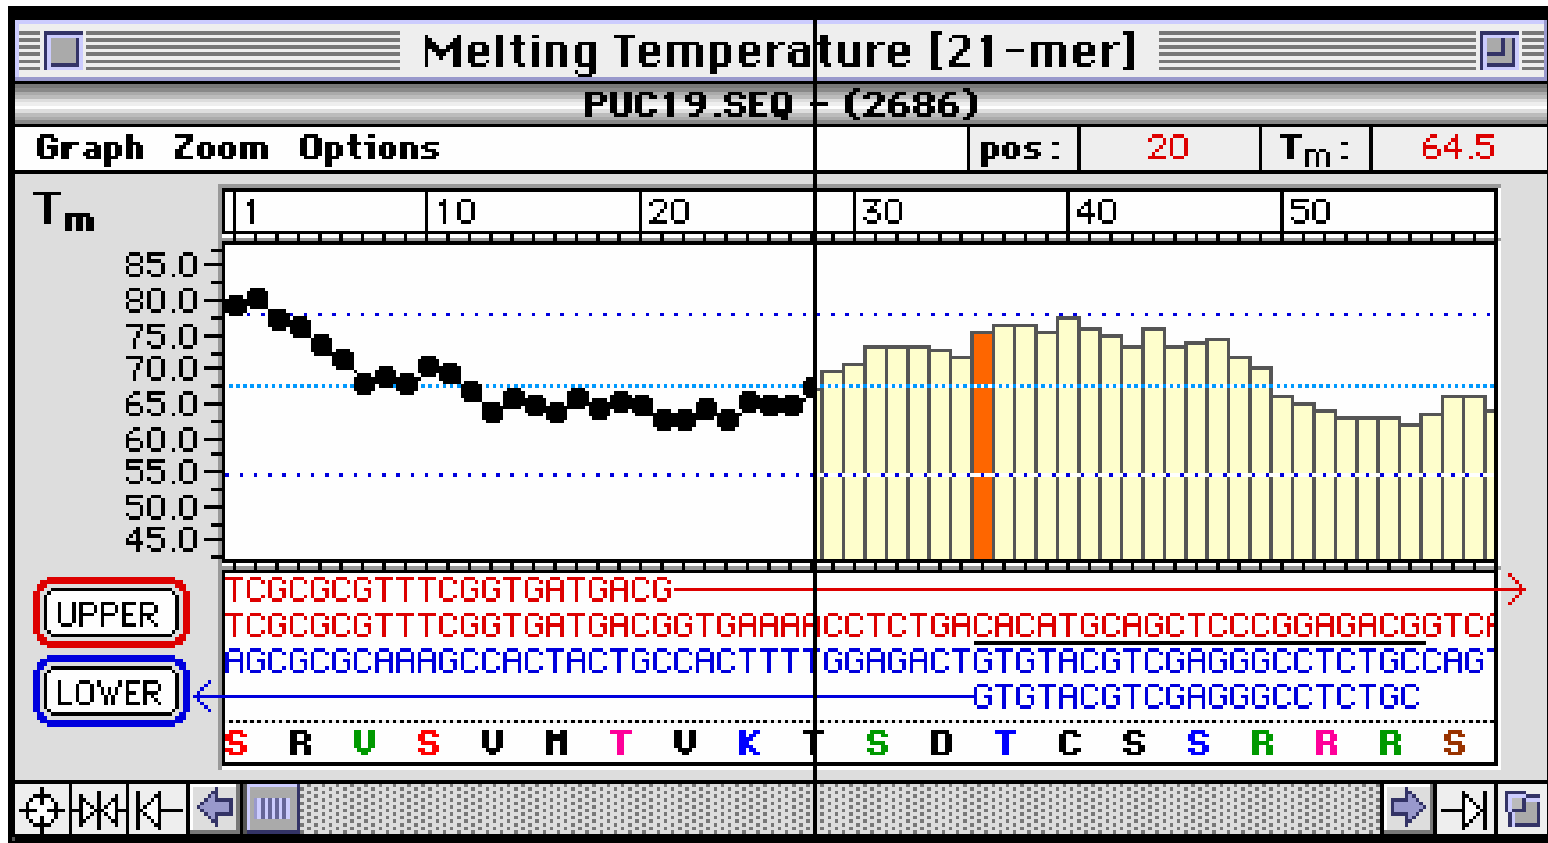 Melting Temperature [21-mer]
PUC19.SEQ - (2686)
Graph Zoom Options pos: 20 Tm: 64.5
Tm
1 10 20 30 40 50
85.0
80.0
75.0
70.0
65.0
60.0
55.0
50.0
45.0
UPPER
TCGCGCGTTTCGGTGATGACG
TCGCGCGTTTCGGTGATGACGGTGAAAACCTCTGACACATGCAGCTCCCGGAGACGGTCA
AGCGCGCAAAGCCACTACTGCCACTTTTGGAGACTGTGTACGTCGAGGGCCTCTGCCAGT
LOWER
GTGTACGTCGAGGGCCTCTGC
S R V S V M T V K T S D T C S S R R R S